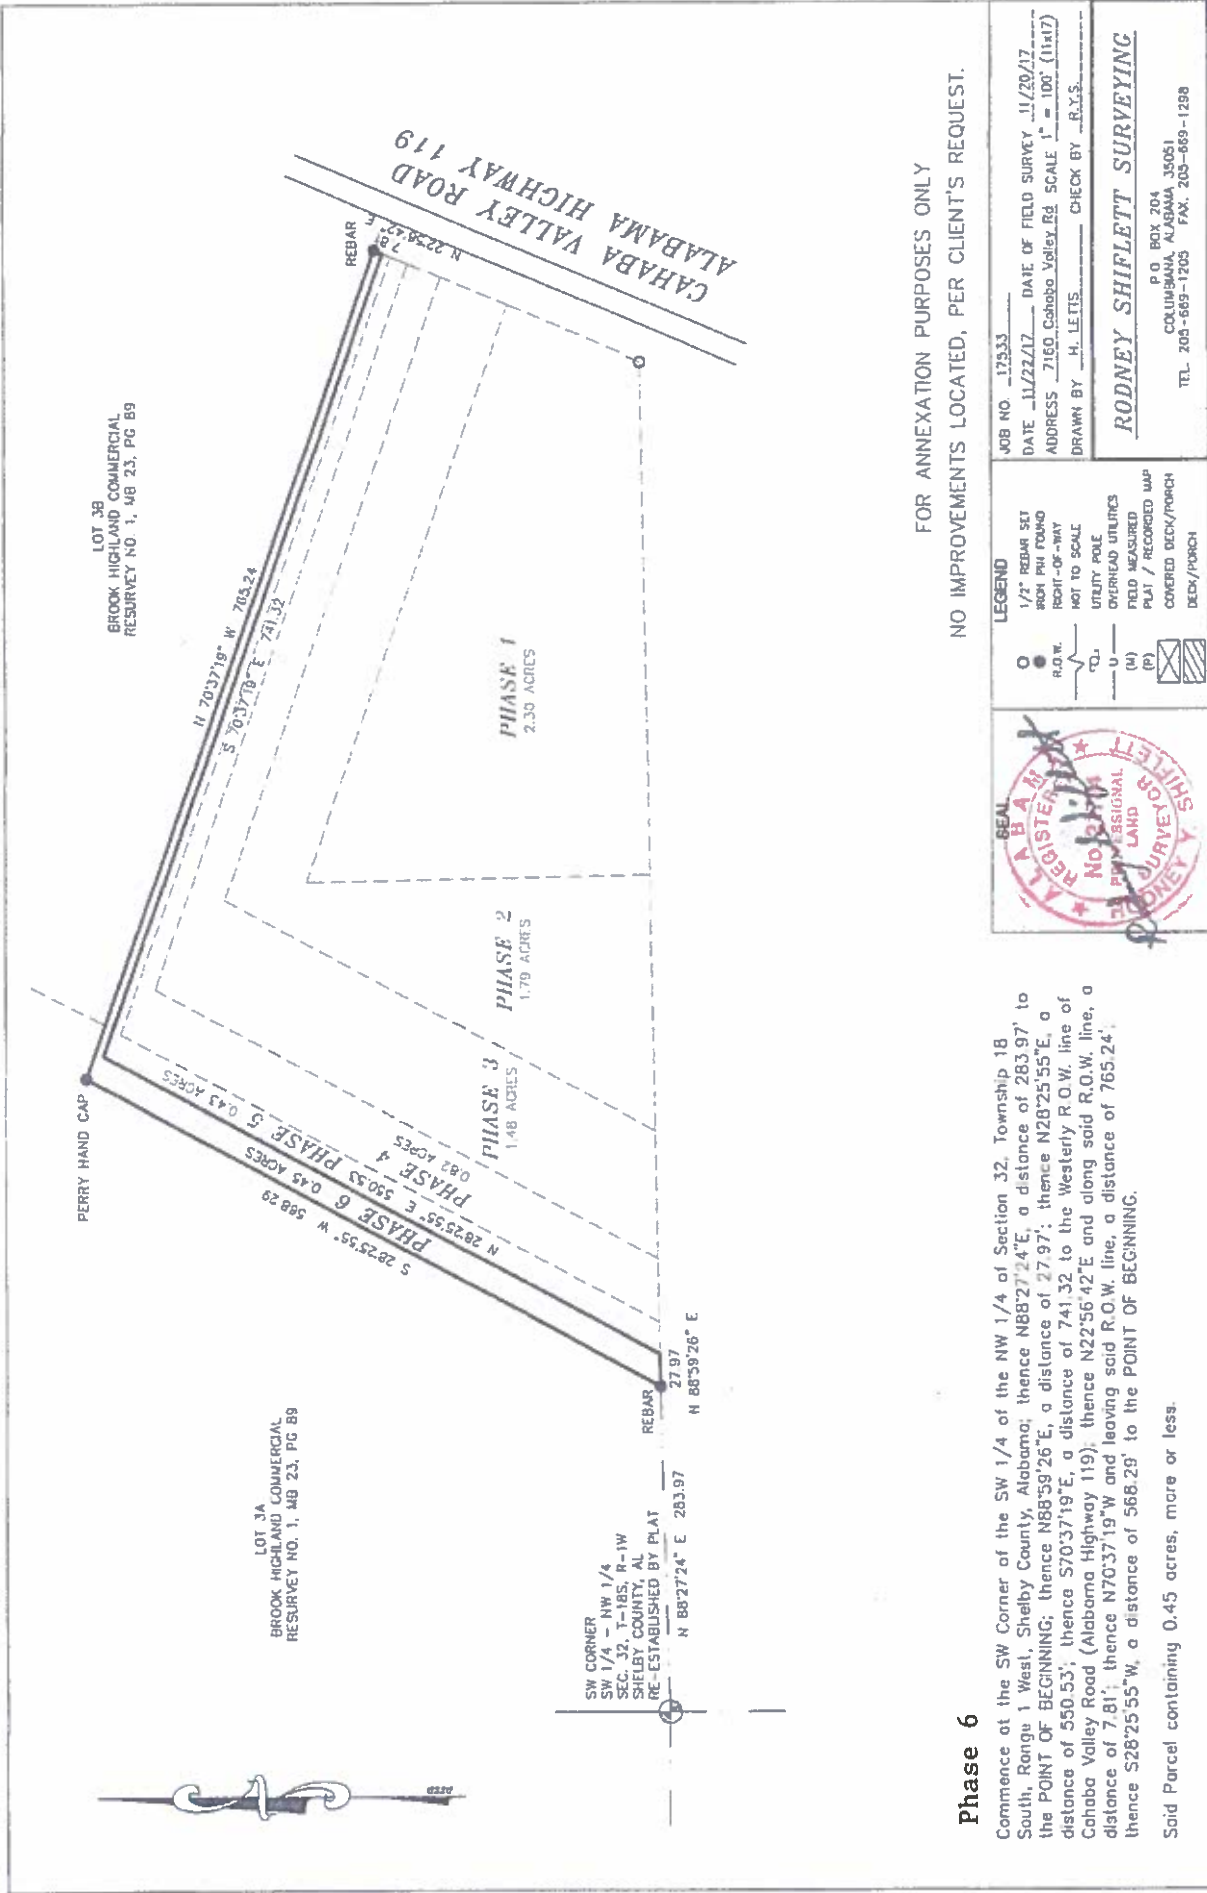 LOT 3B
BROOK HIGHLAND COMMERCIAL
RESURVEY NO. 1, MB 23, PG 89
PERRY HAND CAP
REBAR
N 70°37'19" W 765.24
S 70°37'19" E 741.32
7.81
N 22°56'42" E
CAHABA VALLEY ROAD
ALABAMA HIGHWAY 119
LOT 3A
BROOK HIGHLAND COMMERCIAL
RESURVEY NO. 1, MB 23, PG 89
S 28°25'55" W 568.29
PHASE 6 0.45 ACRES
N 28°25'55" E 550.53
PHASE 5 0.43 ACRES
PHASE 4
0.82 ACRES
PHASE 3
1.48 ACRES
PHASE 2
1.79 ACRES
PHASE 1
2.30 ACRES
SW CORNER
SW 1/4 - NW 1/4
SEC. 32, T-18S, R-1W
SHELBY COUNTY, AL
RE-ESTABLISHED BY PLAT
N 88°27'24" E 283.97
REBAR
27.97
N 88°59'26" E
DEED
FOR ANNEXATION PURPOSES ONLY
NO IMPROVEMENTS LOCATED, PER CLIENT'S REQUEST.
Phase 6
Commence at the SW Corner of the SW 1/4 of the NW 1/4 of Section 32, Township 18
South, Range 1 West, Shelby County, Alabama; thence N88°27'24"E, a distance of 283.97' to
the POINT OF BEGINNING; thence N88°59'26"E, a distance of 27.97'; thence N28°25'55"E, a
distance of 550.53'; thence S70°37'19"E, a distance of 741.32 to the Westerly R.O.W. line of
Cahaba Valley Road (Alabama Highway 119); thence N22°56'42"E and along said R.O.W. line, a
distance of 7.81'; thence N70°37'19"W and leaving said R.O.W. line, a distance of 765.24';
thence S28°25'55"W, a distance of 568.29' to the POINT OF BEGINNING.
Said Parcel containing 0.45 acres, more or less.
SEAL
ALABAMA
REGISTERED
PROFESSIONAL
LAND
SURVEYOR
RODNEY Y. SHIFLETT
LEGEND
1/2" REBAR SET
IRON PIN FOUND
R.O.W. RIGHT-OF-WAY
NOT TO SCALE
UTILITY POLE
U OVERHEAD UTILITIES
(M) FIELD MEASURED
(P) PLAT / RECORDED MAP
COVERED DECK/PORCH
DECK/PORCH
JOB NO. 17533
DATE 11/22/17 DATE OF FIELD SURVEY 11/20/17
ADDRESS 7160 Cahaba Valley Rd SCALE 1" = 100' (11x17)
DRAWN BY H. LETTS CHECK BY R.Y.S.
RODNEY SHIFLETT SURVEYING
P O BOX 204
COLUMBIANA, ALABAMA 35051
TEL. 205-669-1205 FAX. 205-669-1298